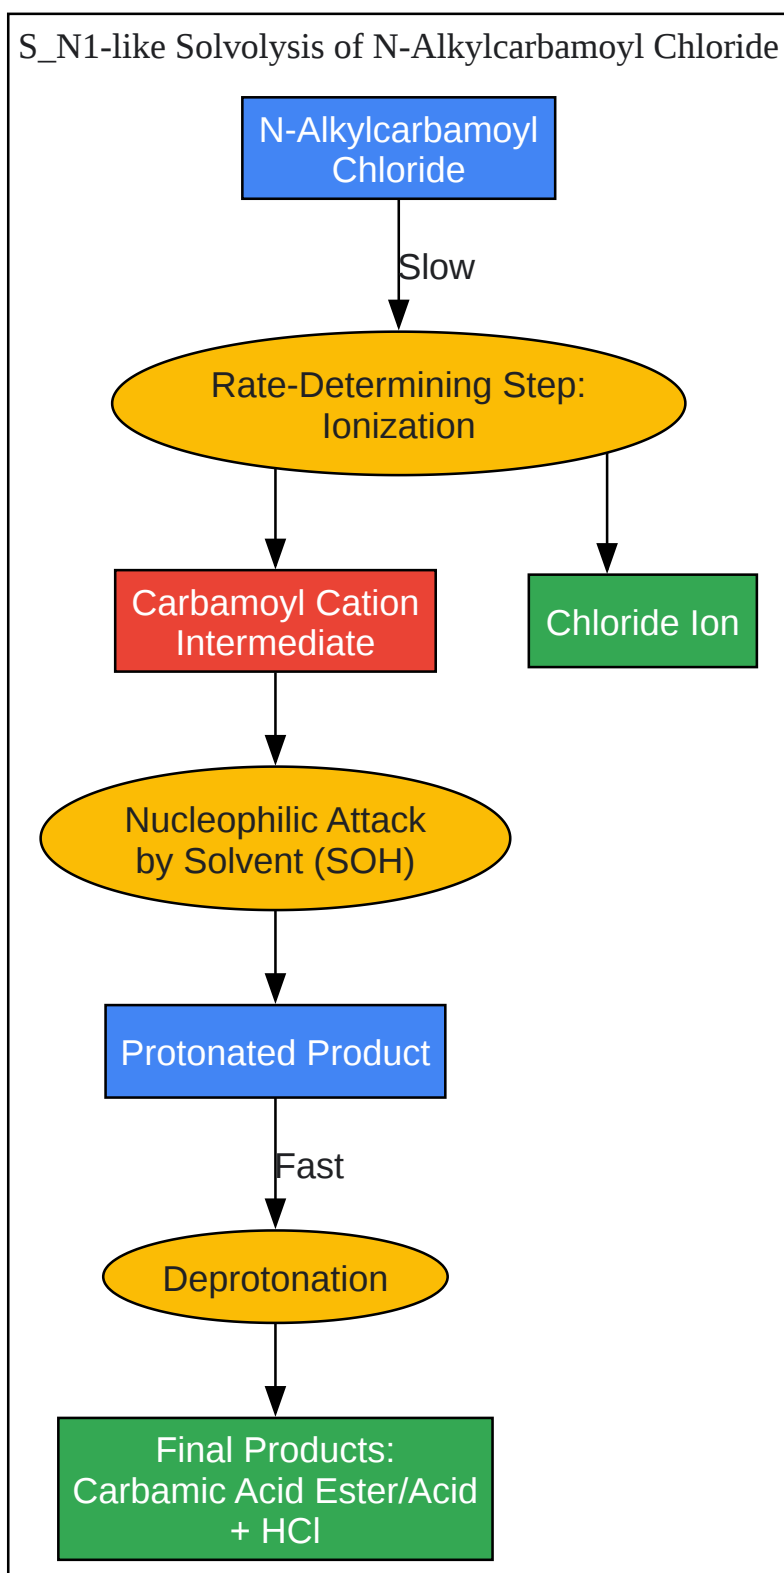 S_N1-like Solvolysis of N-Alkylcarbamoyl Chloride
N-Alkylcarbamoyl
Chloride
Slow
Rate-Determining Step:
Ionization
Carbamoyl Cation
Intermediate
Chloride Ion
Nucleophilic Attack
by Solvent (SOH)
Protonated Product
Fast
Deprotonation
Final Products:
Carbamic Acid Ester/Acid
+ HCl